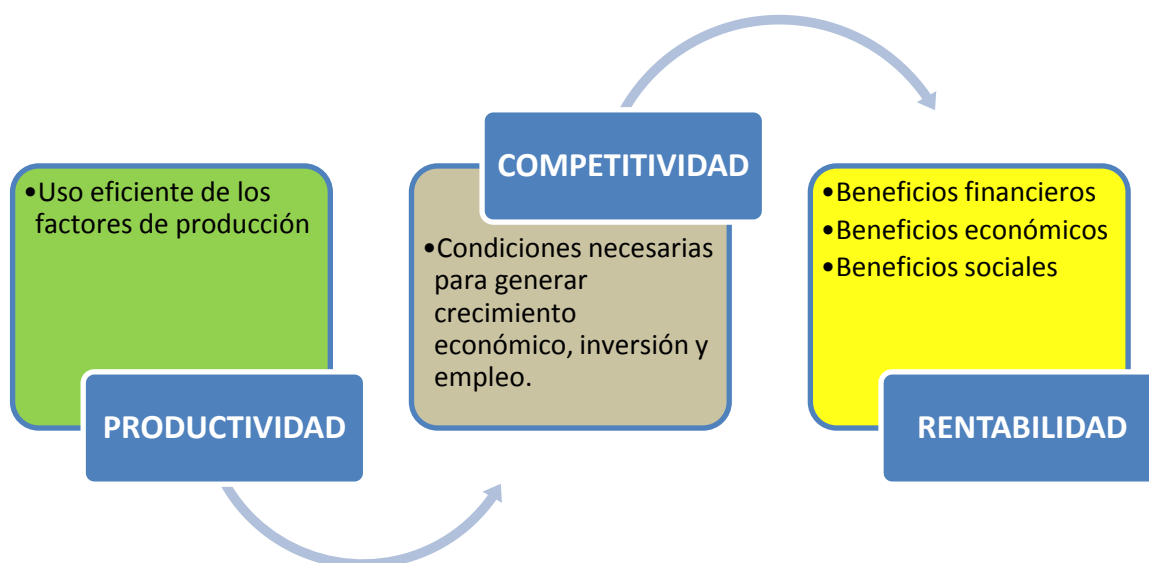 •Uso eficiente de los
factores de producción
PRODUCTIVIDAD
COMPETITIVIDAD
•Condiciones necesarias
para generar
crecimiento
económico, inversión y
empleo.
•Beneficios financieros
•Beneficios económicos
•Beneficios sociales
RENTABILIDAD